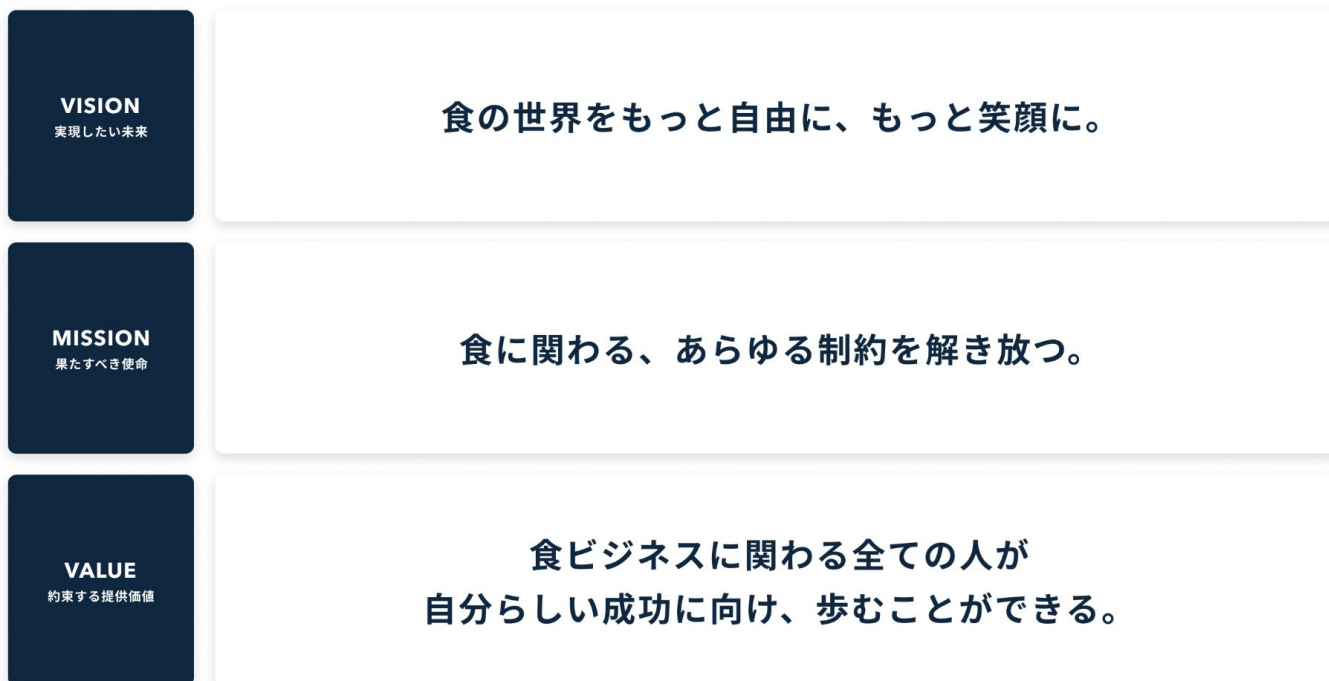 VISION
実現したい未来
食の世界をもっと自由に、もっと笑顔に。
MISSION
果たすべき使命
食に関わる、あらゆる制約を解き放つ。
VALUE
約束する提供価値
食ビジネスに関わる全ての人が
自分らしい成功に向け、歩むことができる。